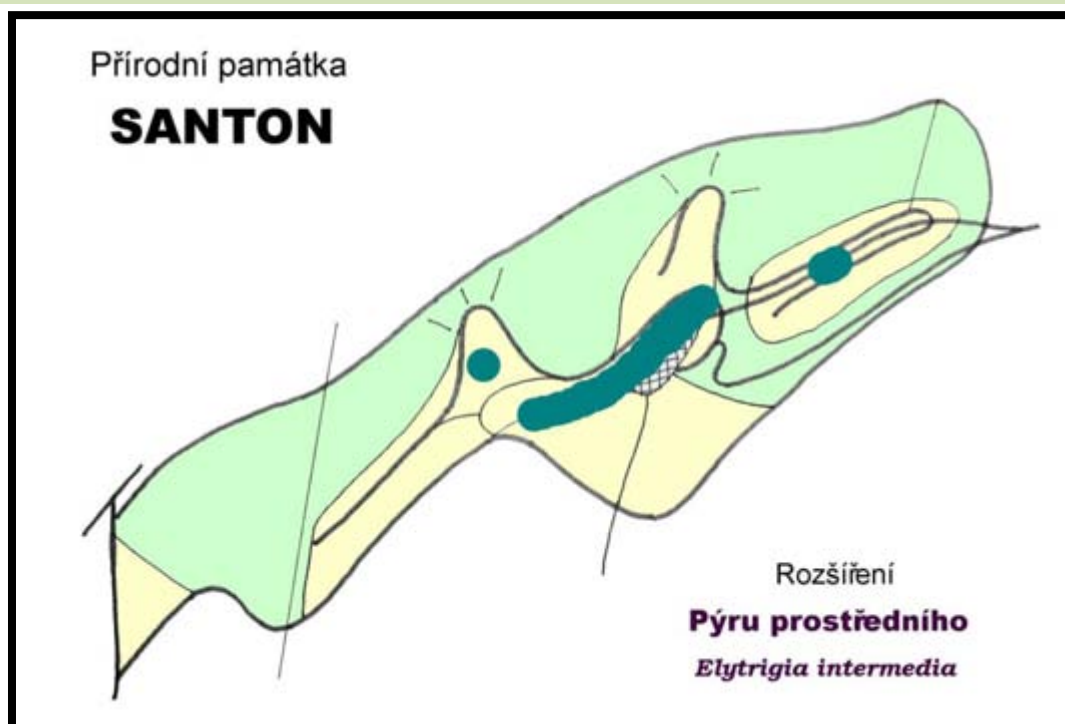 Přírodní památka
SANTON
Rozšíření
Pýru prostředního
Elytrigia intermedia